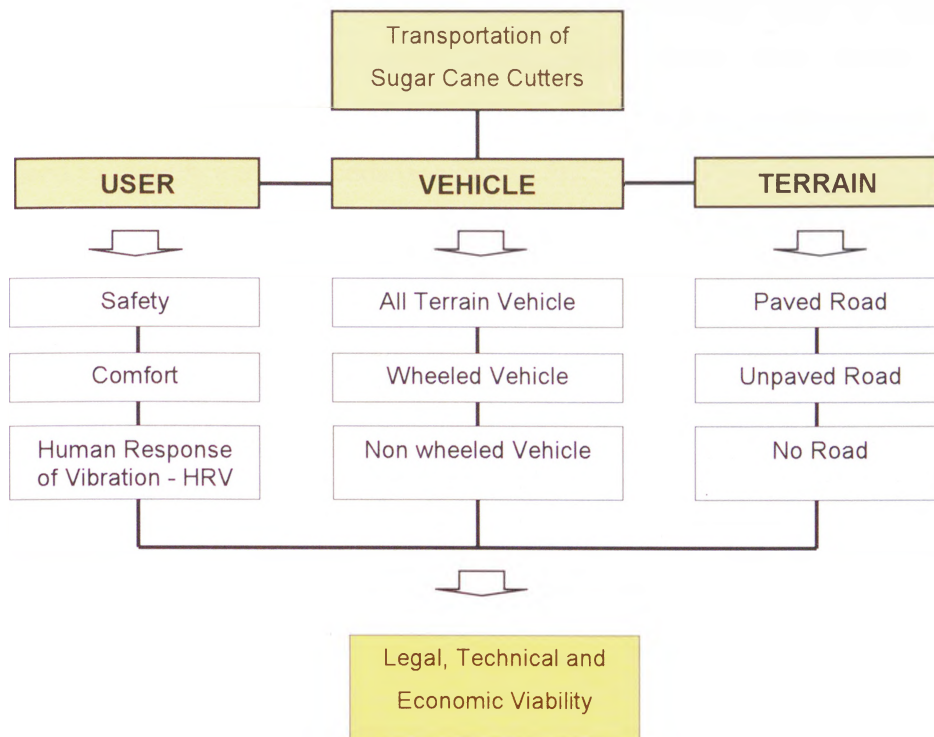 Transportation of
Sugar Cane Cutters
USER
VEHICLE
TERRAIN
Safety
Comfort
Human Response
of Vibration - HRV
All Terrain Vehicle
Wheeled Vehicle
Non wheeled Vehicle
Paved Road
Unpaved Road
No Road
Legal, Technical and
Economic Viability